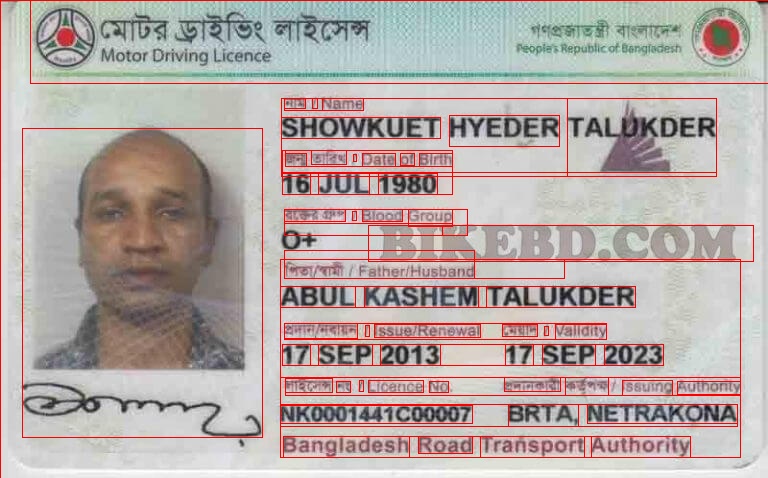 মোটর ড্রাইভিং লাইসেন্স
Motor Driving Licence
গণপ্রজাতন্ত্রী বাংলাদেশ
People's Republic of Bangladesh
নাম : Name
SHOWKUET HYEDER TALUKDER
জন্ম তারিখ : Date of Birth
16 JUL 1980
রক্তের গ্রুপ : Blood Group
O+
BIKEBD.COM
পিতা/স্বামী / Father/Husband
ABUL KASHEM TALUKDER
প্রদান/নবায়ন : Issue/Renewal মেয়াদ : Validity
17 SEP 2013 17 SEP 2023
লাইসেন্স নং : Licence No. প্রদানকারী কর্তৃপক্ষ / Issuing Authority
NK0001441C00007 BRTA, NETRAKONA
Bangladesh Road Transport Authority